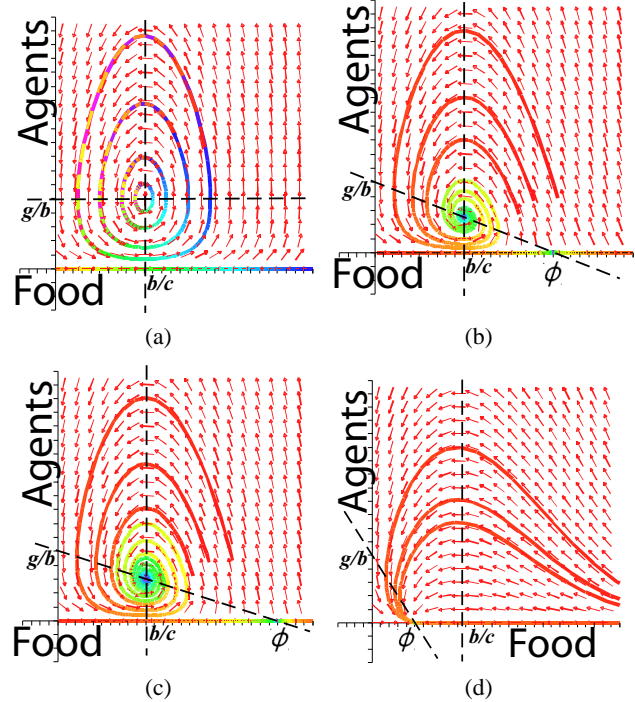 Agents
g/b
Food
b/c
(a)
Agents
g/b
Food
b/c
ϕ
(b)
Agents
g/b
Food
b/c
ϕ
(c)
Agents
g/b
ϕ
b/c
Food
(d)